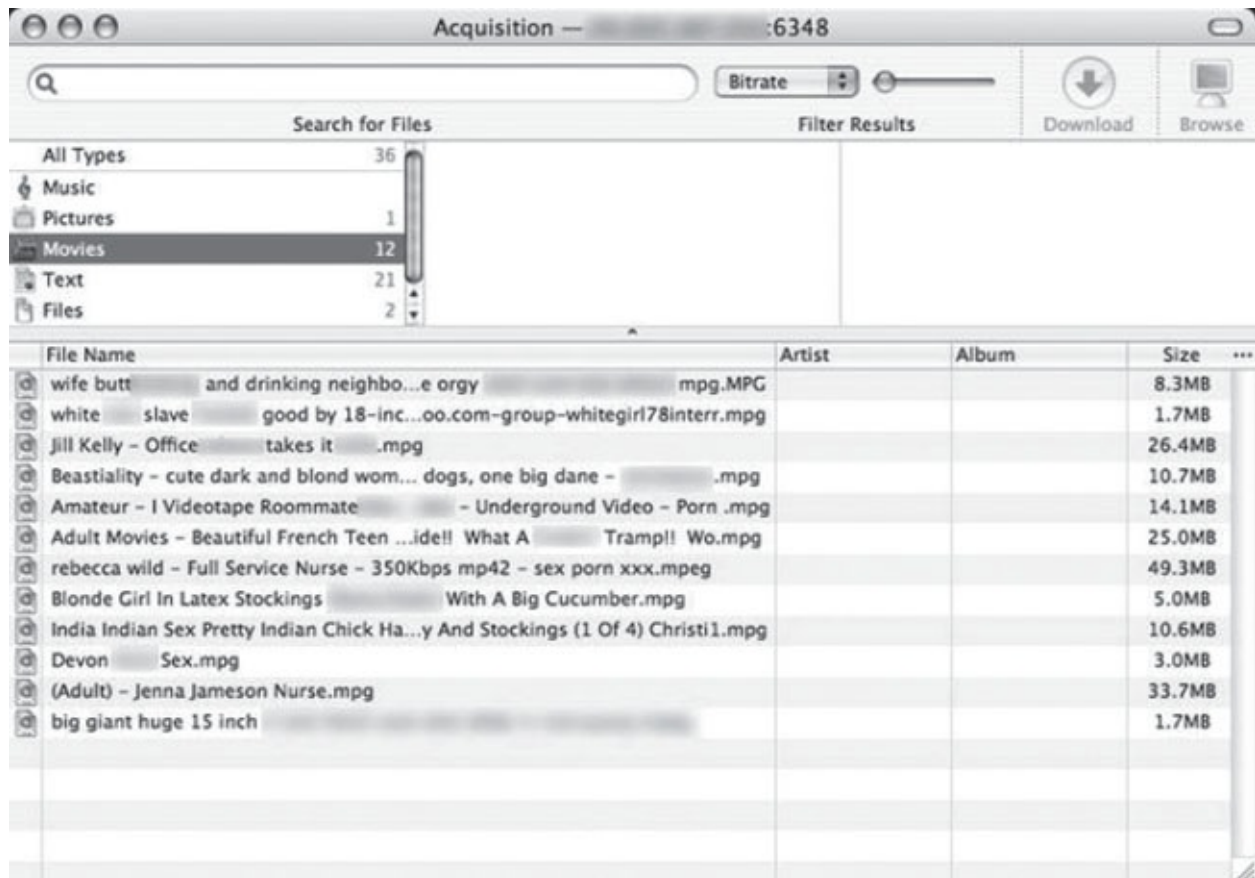 Acquisition — :6348
Bitrate
Search for Files
Filter Results
Download
Browse
All Types 36
Music
Pictures 1
Movies 12
Text 21
Files 2
File Name Artist Album Size ...
wife butt and drinking neighbo...e orgy mpg.MPG 8.3MB
white slave good by 18-inc...oo.com-group-whitegirl78interr.mpg 1.7MB
Jill Kelly - Office takes it .mpg 26.4MB
Beastiality - cute dark and blond wom... dogs, one big dane - .mpg 10.7MB
Amateur - I Videotape Roommate - Underground Video - Porn .mpg 14.1MB
Adult Movies - Beautiful French Teen ...ide!! What A Tramp!! Wo.mpg 25.0MB
rebecca wild - Full Service Nurse - 350Kbps mp42 - sex porn xxx.mpeg 49.3MB
Blonde Girl In Latex Stockings With A Big Cucumber.mpg 5.0MB
India Indian Sex Pretty Indian Chick Ha...y And Stockings (1 Of 4) Christi1.mpg 10.6MB
Devon Sex.mpg 3.0MB
(Adult) - Jenna Jameson Nurse.mpg 33.7MB
big giant huge 15 inch 1.7MB